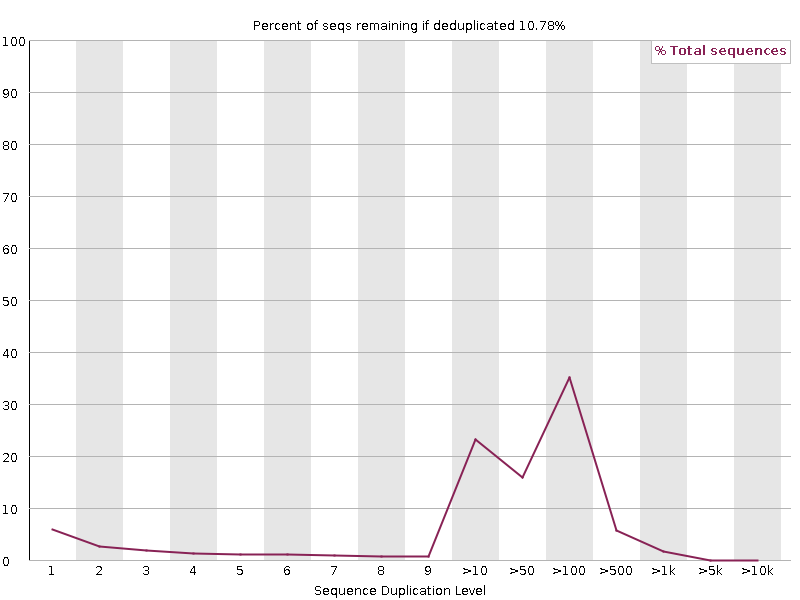 Percent of seqs remaining if deduplicated 10.78%
% Total sequences
100
90
80
70
60
50
40
30
20
10
0
1 2 3 4 5 6 7 8 9 >10 >50 >100 >500 >1k >5k >10k
Sequence Duplication Level